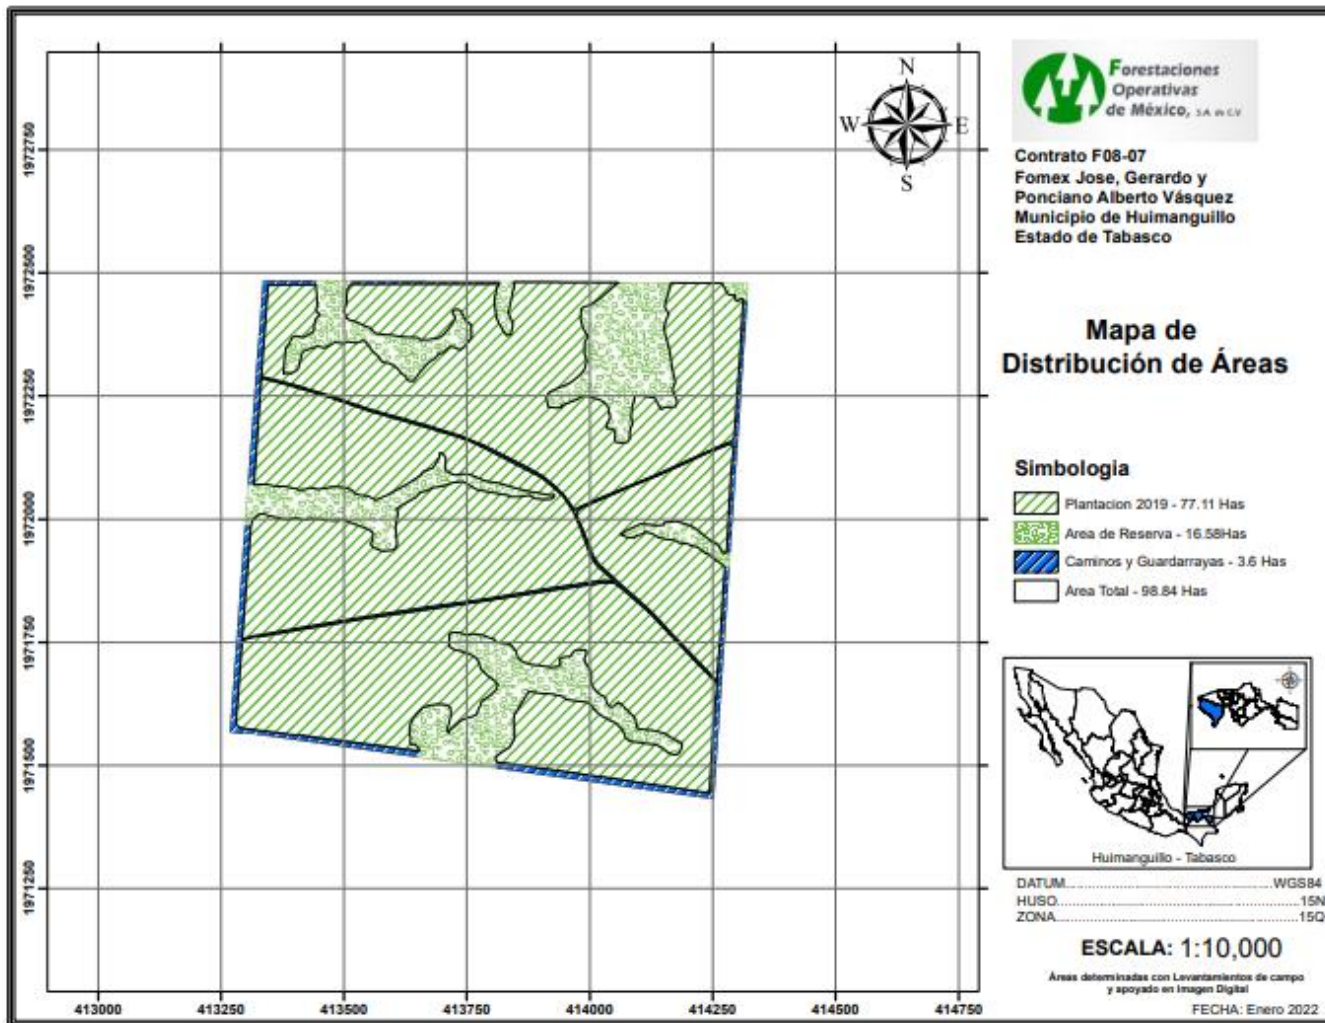 Forestaciones
Operativas
de México, S.A. de C.V.
Contrato F08-07
Fomex Jose, Gerardo y
Ponciano Alberto Vásquez
Municipio de Huimanguillo
Estado de Tabasco
Mapa de
Distribución de Áreas
Simbologia
Plantacion 2019 - 77.11 Has
Area de Reserva - 16.58Has
Caminos y Guardarrayas - 3.6 Has
Area Total - 98.84 Has
Huimanguillo - Tabasco
DATUM WGS84
HUSO 15N
ZONA 15Q
ESCALA: 1:10,000
Áreas determinadas con Levantamientos de campo
y apoyado en Imagen Digital
FECHA: Enero 2022
N
W E
S
1972750
1972500
1972250
1972000
1971750
1971500
1971250
413000 413250 413500 413750 414000 414250 414500 414750